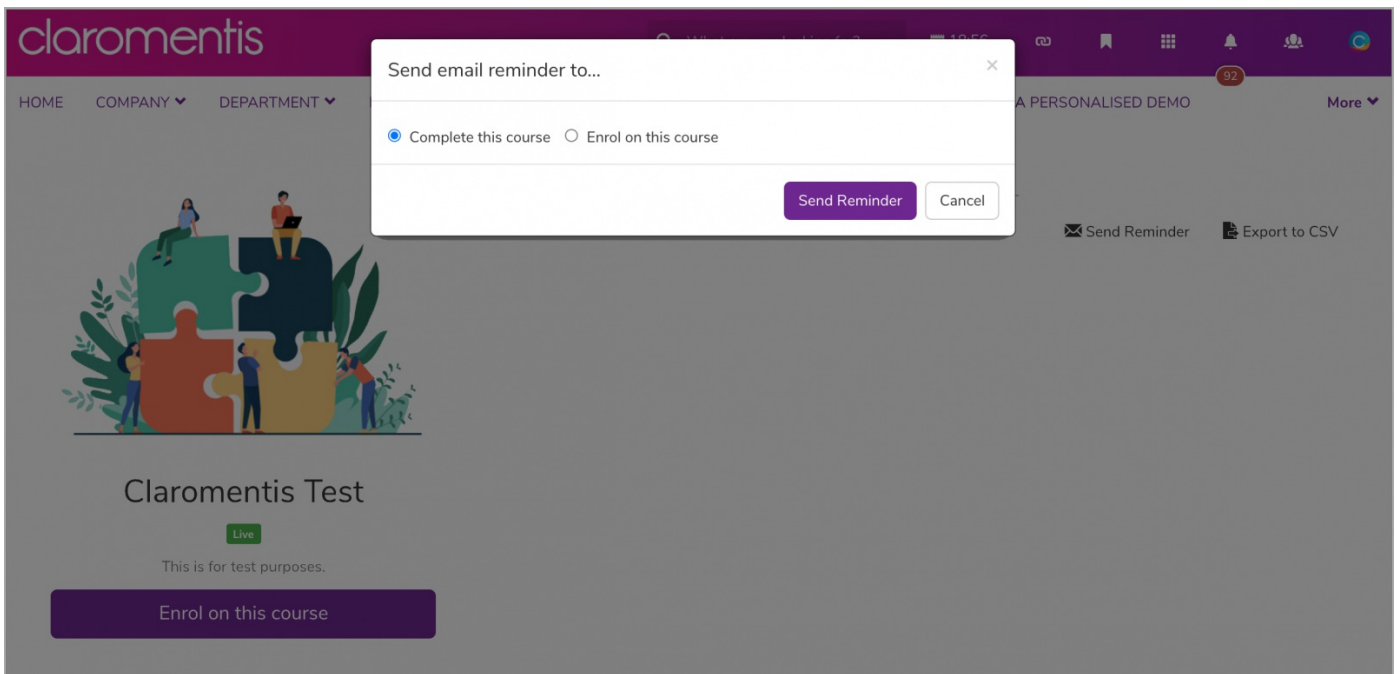 claromentis
18:56
92
HOME COMPANY DEPARTMENT A PERSONALISED DEMO More
Send email reminder to...
×
Complete this course Enrol on this course
Send Reminder Cancel
Send Reminder Export to CSV
Claromentis Test
Live
This is for test purposes.
Enrol on this course